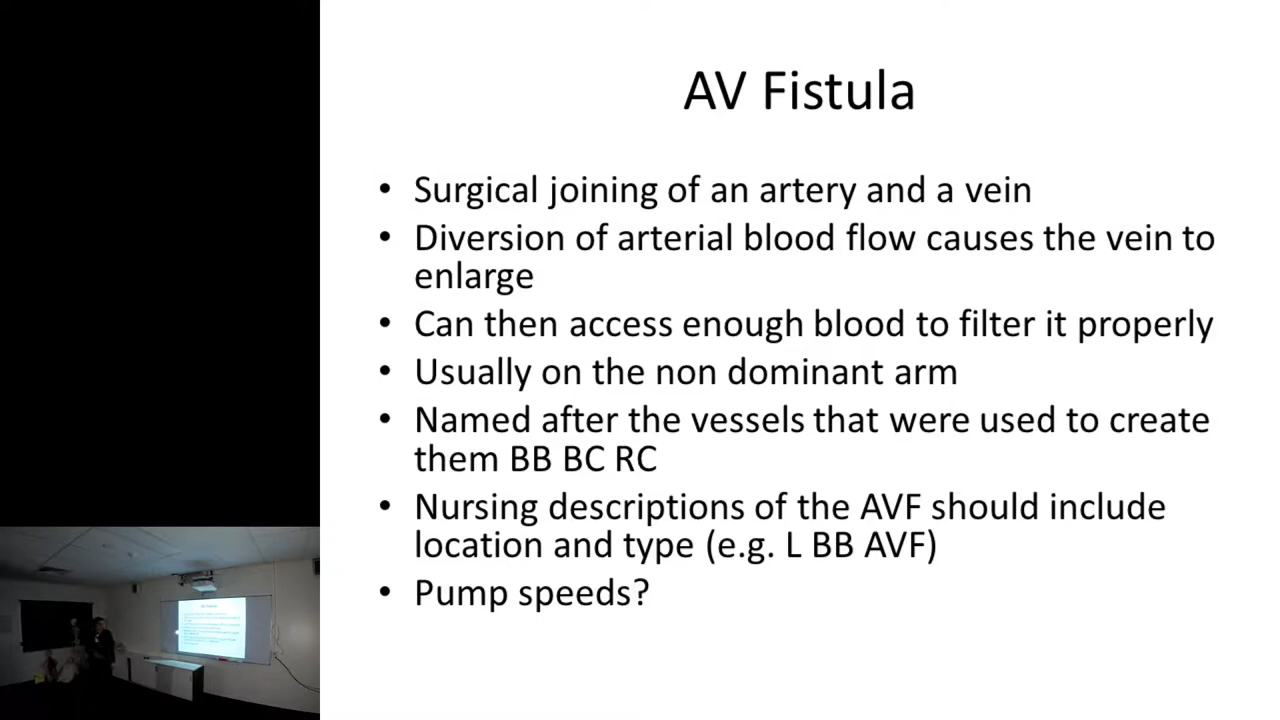 AV Fistula
• Surgical joining of an artery and a vein
• Diversion of arterial blood flow causes the vein to
enlarge
• Can then access enough blood to filter it properly
• Usually on the non dominant arm
• Named after the vessels that were used to create
them BB BC RC
• Nursing descriptions of the AVF should include
location and type (e.g. L BB AVF)
• Pump speeds?